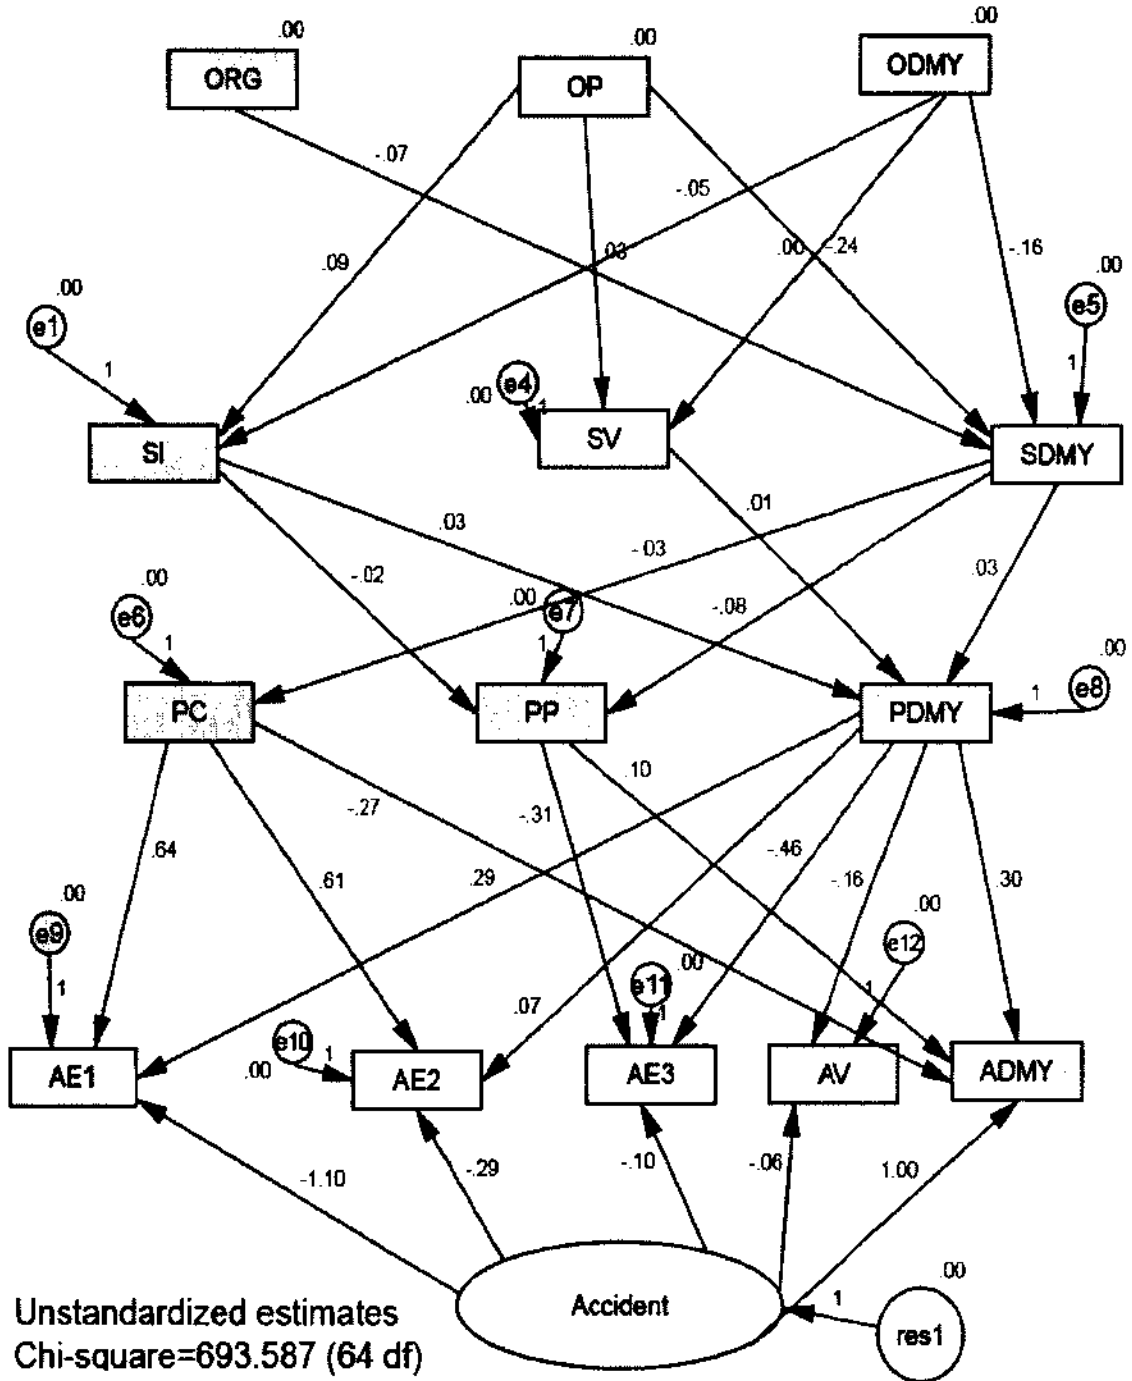 .00
.00
.00
ORG
OP
ODMY
-.07
-.05
.09
.03
.00
-.24
-.16
.00
e1
1
.00
e5
1
.00
e4
1
SI
SV
SDMY
.03
.01
-.02
-.03
.03
-.08
.00
e6
1
.00
e7
1
.00
e8
1
PC
PP
PDMY
.10
-.27
-.31
.64
.61
.29
-.46
-.16
.30
.00
e9
1
.00
e12
1
.00
e11
1
.07
e10
1
.00
AE1
AE2
AE3
AV
ADMY
-1.10
-.29
-.10
-.06
1.00
Accident
.00
1
res1
Unstandardized estimates
Chi-square=693.587 (64 df)